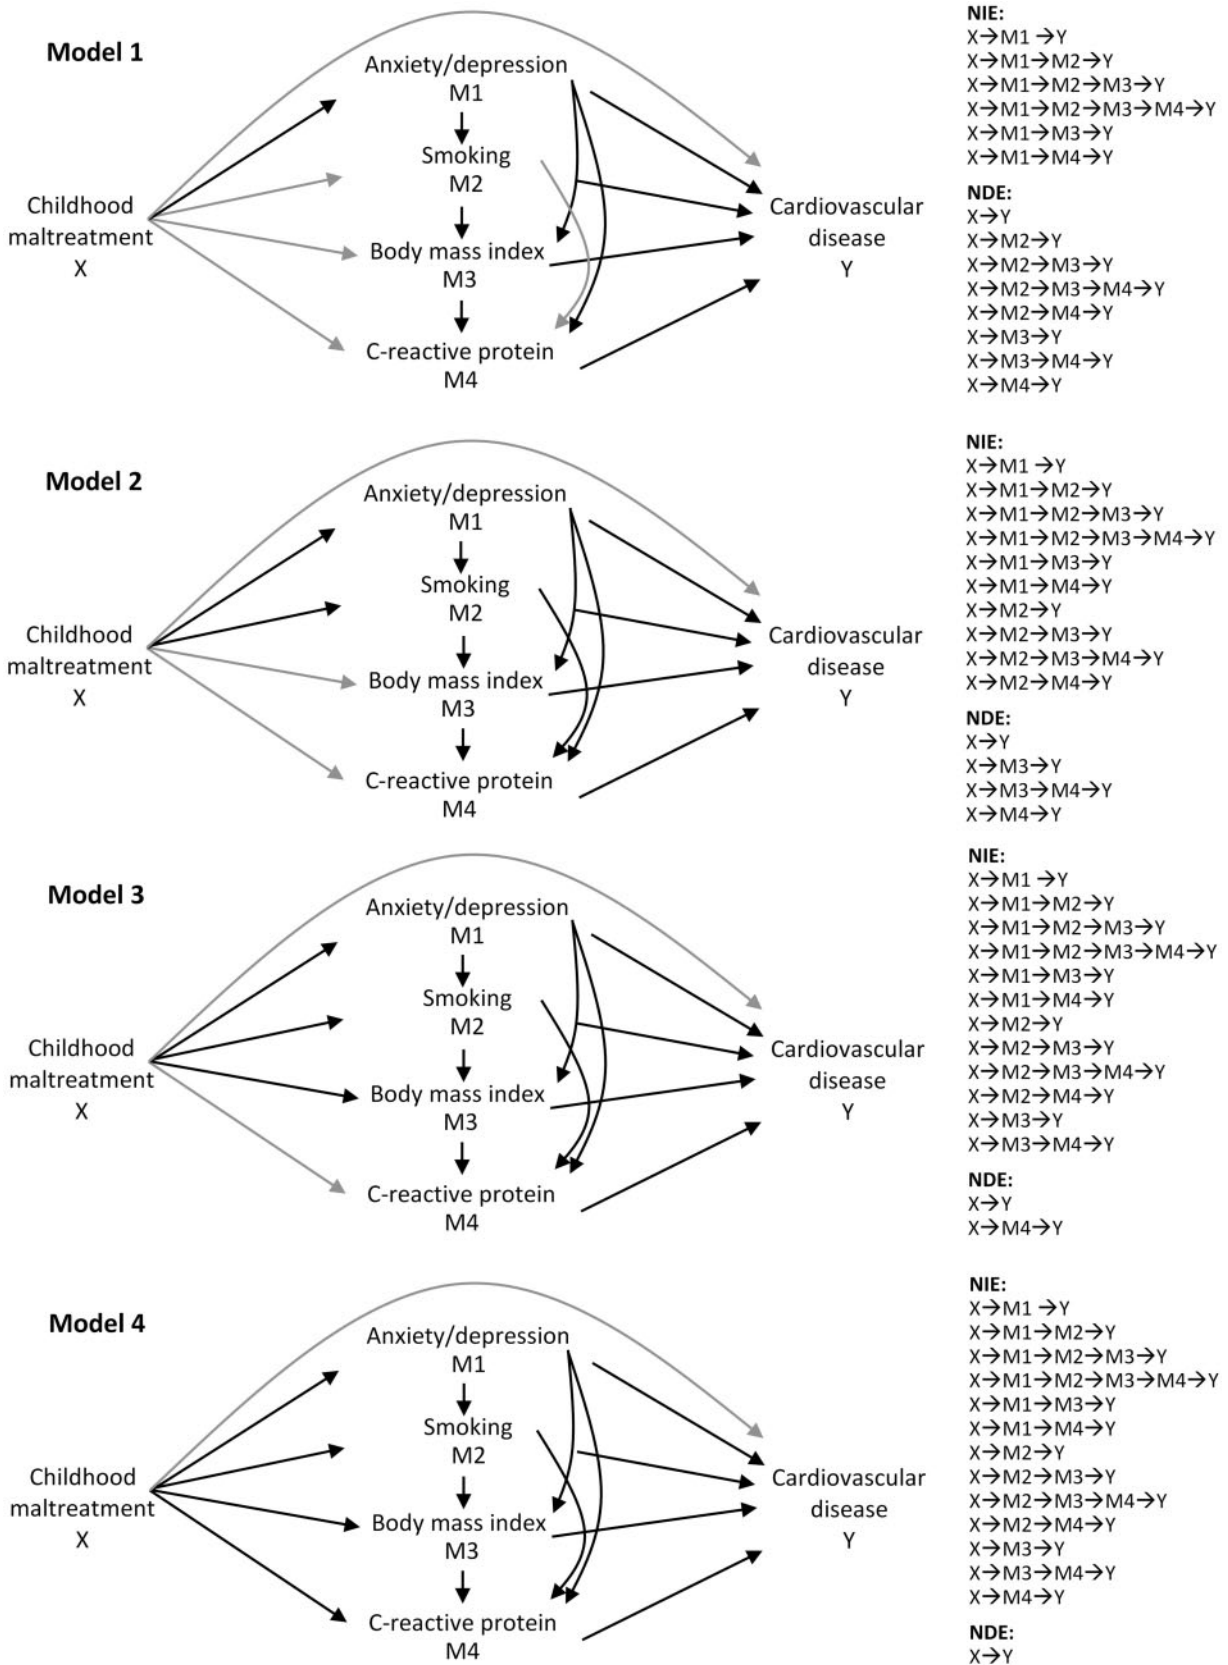 Model 1
Anxiety/depression
M1
Smoking
M2
Childhood
maltreatment
X
Body mass index
M3
C-reactive protein
M4
Cardiovascular
disease
Y
NIE:
X→M1 →Y
X→M1→M2→Y
X→M1→M2→M3→Y
X→M1→M2→M3→M4→Y
X→M1→M3→Y
X→M1→M4→Y
NDE:
X→Y
X→M2→Y
X→M2→M3→Y
X→M2→M3→M4→Y
X→M2→M4→Y
X→M3→Y
X→M3→M4→Y
X→M4→Y
Model 2
Anxiety/depression
M1
Smoking
M2
Childhood
maltreatment
X
Body mass index
M3
C-reactive protein
M4
Cardiovascular
disease
Y
NIE:
X→M1 →Y
X→M1→M2→Y
X→M1→M2→M3→Y
X→M1→M2→M3→M4→Y
X→M1→M3→Y
X→M1→M4→Y
X→M2→Y
X→M2→M3→Y
X→M2→M3→M4→Y
X→M2→M4→Y
NDE:
X→Y
X→M3→Y
X→M3→M4→Y
X→M4→Y
Model 3
Anxiety/depression
M1
Smoking
M2
Childhood
maltreatment
X
Body mass index
M3
C-reactive protein
M4
Cardiovascular
disease
Y
NIE:
X→M1 →Y
X→M1→M2→Y
X→M1→M2→M3→Y
X→M1→M2→M3→M4→Y
X→M1→M3→Y
X→M1→M4→Y
X→M2→Y
X→M2→M3→Y
X→M2→M3→M4→Y
X→M2→M4→Y
X→M3→Y
X→M3→M4→Y
NDE:
X→Y
X→M4→Y
Model 4
Anxiety/depression
M1
Smoking
M2
Childhood
maltreatment
X
Body mass index
M3
C-reactive protein
M4
Cardiovascular
disease
Y
NIE:
X→M1 →Y
X→M1→M2→Y
X→M1→M2→M3→Y
X→M1→M2→M3→M4→Y
X→M1→M3→Y
X→M1→M4→Y
X→M2→Y
X→M2→M3→Y
X→M2→M3→M4→Y
X→M2→M4→Y
X→M3→Y
X→M3→M4→Y
X→M4→Y
NDE:
X→Y